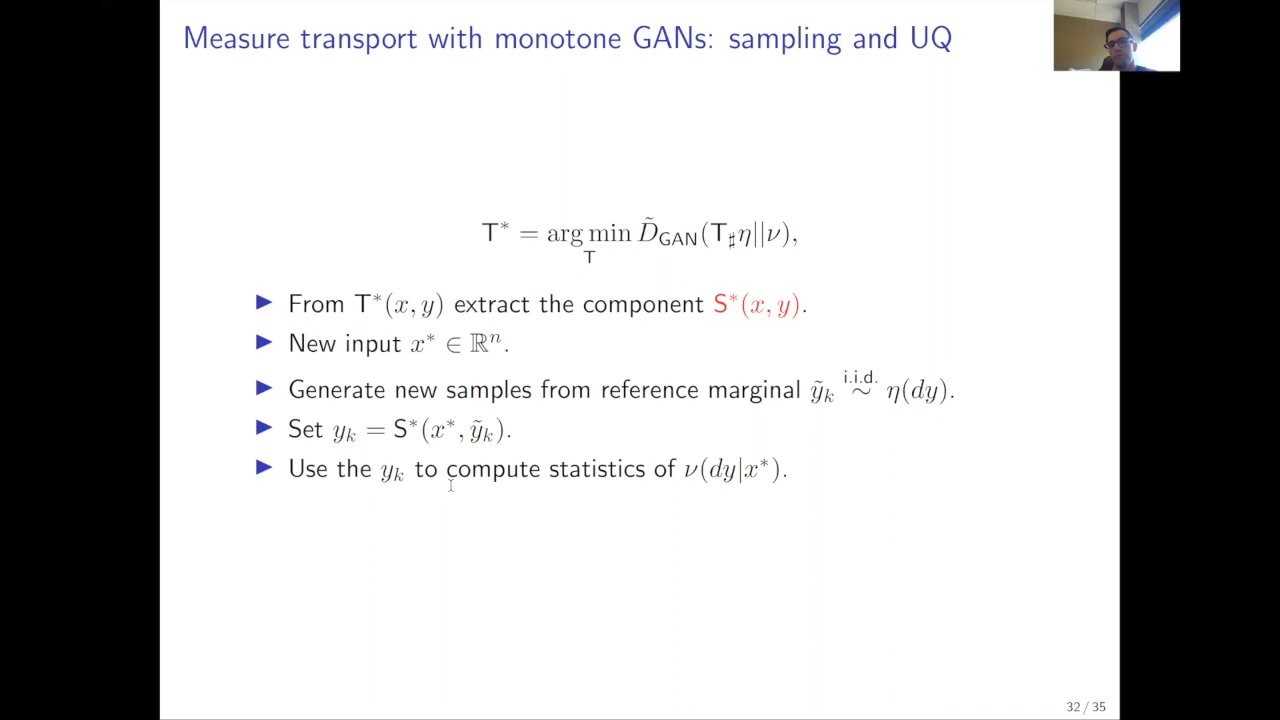 Measure transport with monotone GANs: sampling and UQ
T* = arg min D̃_GAN(T_♯η||ν),
T
▶ From T*(x, y) extract the component S*(x, y).
▶ New input x* ∈ ℝⁿ.
▶ Generate new samples from reference marginal ỹ_k i.i.d. ∼ η(dy).
▶ Set y_k = S*(x*, ỹ_k).
▶ Use the y_k to compute statistics of ν(dy|x*).
32 / 35